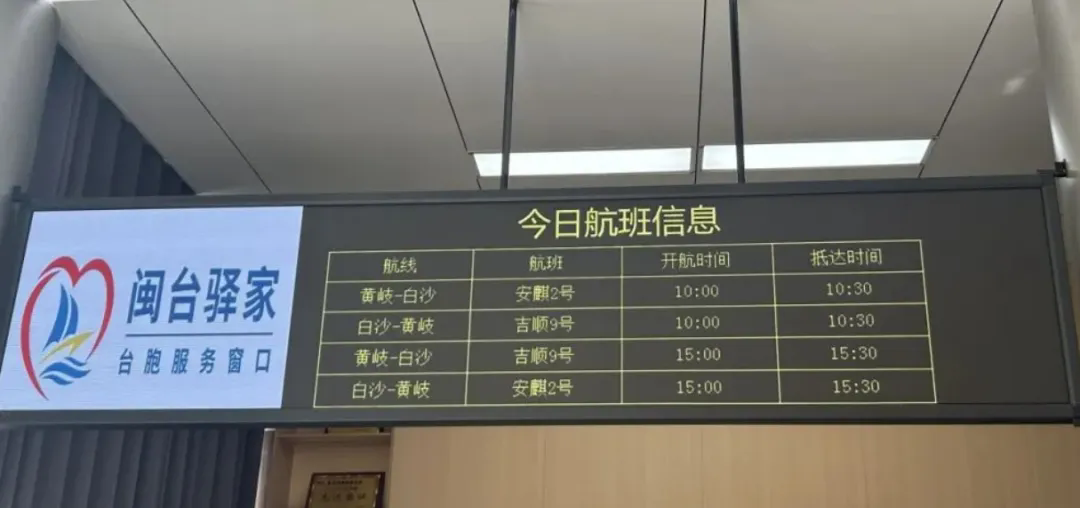 闽台驿家
台胞服务窗口
今日航班信息
航线 航班 开航时间 抵达时间
黄岐-白沙 安麒2号 10:00 10:30
白沙-黄岐 吉顺9号 10:00 10:30
黄岐-白沙 吉顺9号 15:00 15:30
白沙-黄岐 安麒2号 15:00 15:30